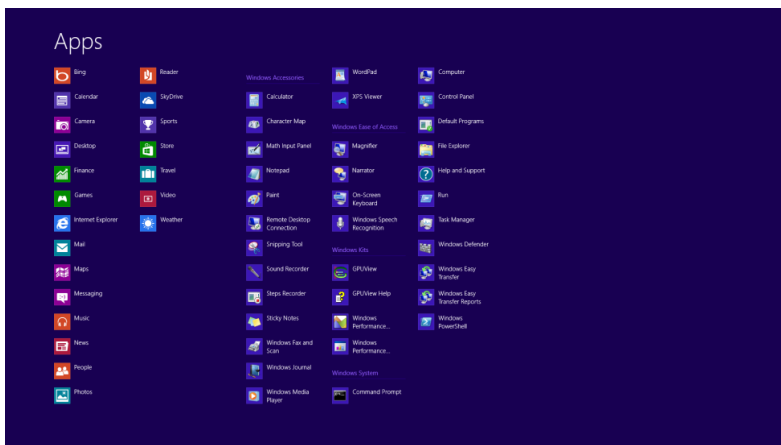 Apps
Bing
Calendar
Camera
Desktop
Finance
Games
Internet Explorer
Mail
Maps
Messaging
Music
News
People
Photos
Reader
SkyDrive
Sports
Store
Travel
Video
Weather
Windows Accessories
Calculator
Character Map
Math Input Panel
Notepad
Paint
Remote Desktop
Connection
Snipping Tool
Sound Recorder
Steps Recorder
Sticky Notes
Windows Fax and
Scan
Windows Journal
Windows Media
Player
WordPad
XPS Viewer
Windows Ease of Access
Magnifier
Narrator
On-Screen
Keyboard
Windows Speech
Recognition
Windows Kits
GPUView
GPUView Help
Windows
Performance...
Windows
Performance...
Windows System
Command Prompt
Computer
Control Panel
Default Programs
File Explorer
Help and Support
Run
Task Manager
Windows Defender
Windows Easy
Transfer
Windows Easy
Transfer Reports
Windows
PowerShell